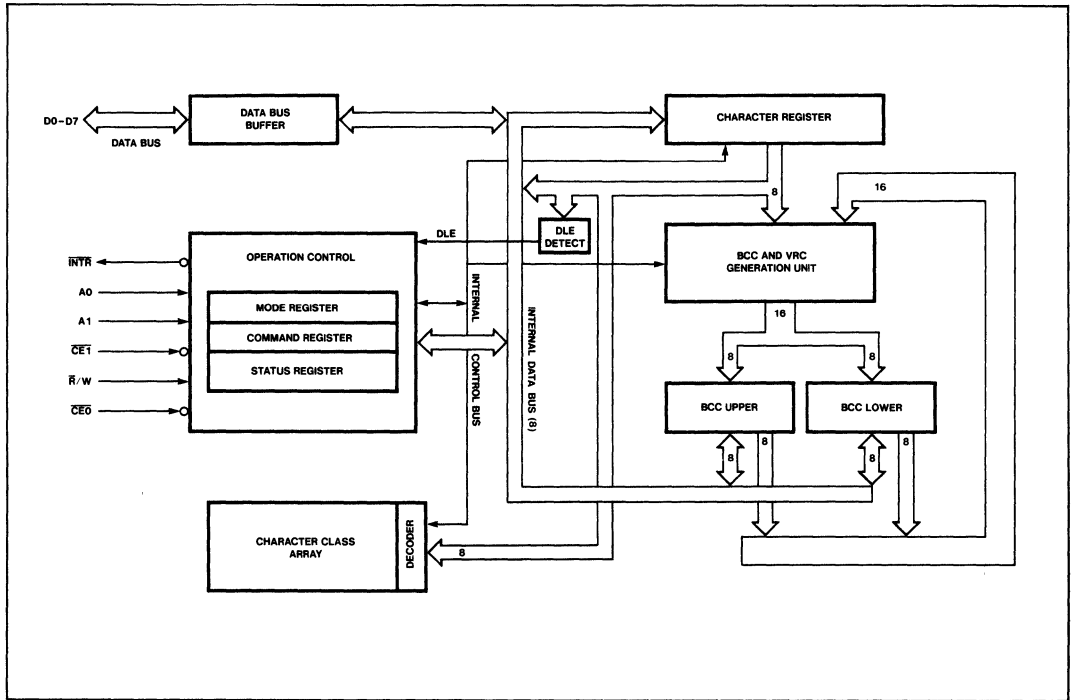 D0-D7
DATA BUS
DATA BUS
BUFFER
CHARACTER REGISTER
16
8
DLE
DLE
DETECT
OPERATION CONTROL
BCC AND VRC
GENERATION UNIT
INTR
A0
A1
CE1
R/W
CE0
MODE REGISTER
COMMAND REGISTER
STATUS REGISTER
INTERNAL
CONTROL BUS
INTERNAL DATA BUS (8)
16
8
8
BCC UPPER
BCC LOWER
8
8
8
8
CHARACTER CLASS
ARRAY
DECODER
8